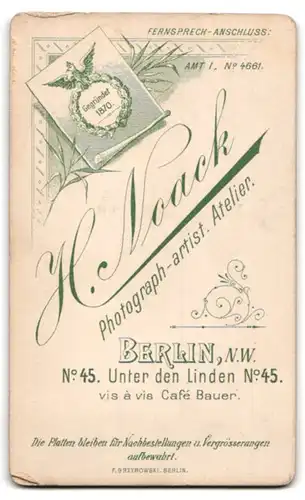 FERNSPRECH-ANSCHLUSS:
AMT I, No 4661.
Gegründet
1870.
H. Noack
Photograph-artist. Atelier.
BERLIN, N.W.
No 45. Unter den Linden No 45.
vis à vis Café Bauer.
Die Platten bleiben für Nachbestellungen u. Vergrösserungen
aufbewahrt.
BERLIN.